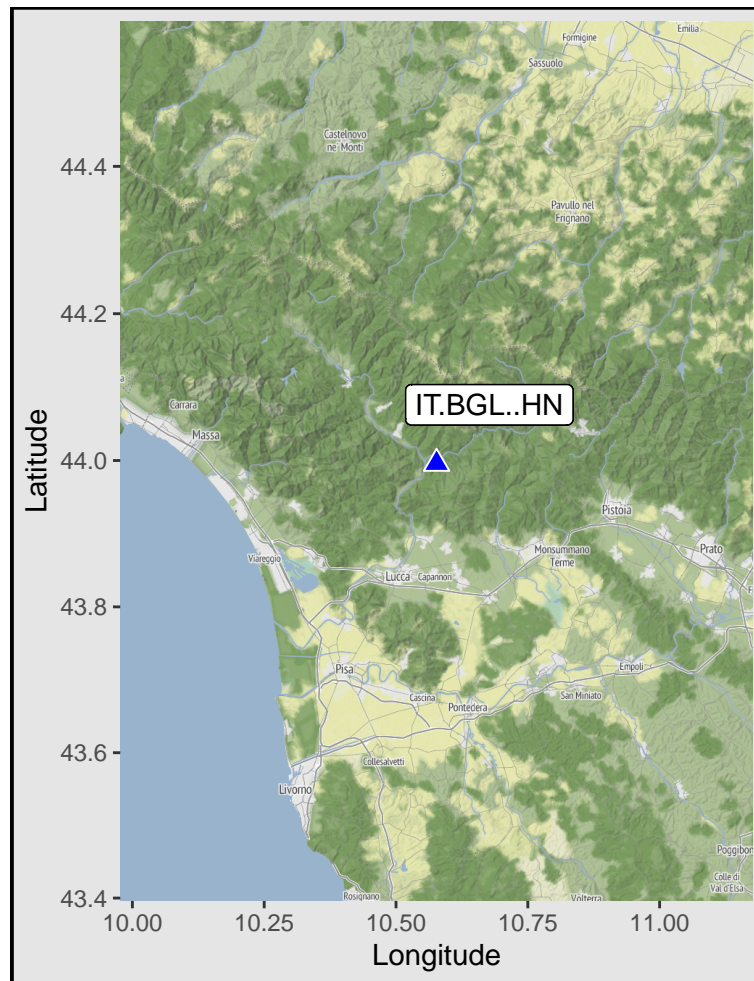 Emilia
Formigine
Sassuolo
Castelnovo
ne' Monti
44.4
Pavullo nel
Frignano
44.2
IT.BGL..HN
Carrara
Massa
44.0
Latitude
Pistoia
Prato
Monsummano
Terme
Viareggio
Lucca
Capannori
43.8
Pisa
Empoli
Cascina
San Miniato
Pontedera
43.6
Collesalvetti
Livorno
Poggibon
Colle di
Val d'Elsa
Rosignano
Volterra
43.4
10.00
10.25
10.50
10.75
11.00
Longitude